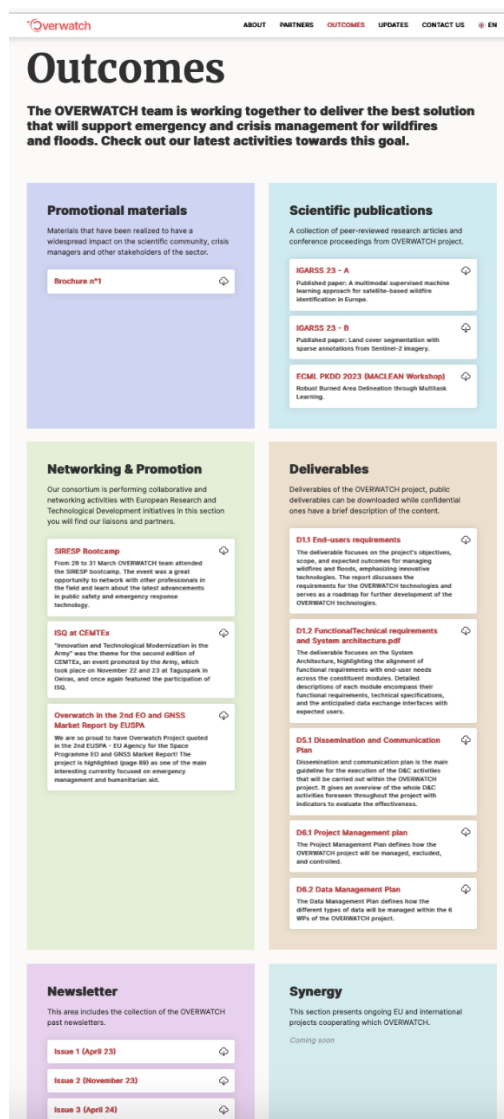 Overwatch
ABOUT PARTNERS OUTCOMES UPDATES CONTACT US EN
Outcomes
The OVERWATCH team is working together to deliver the best solution
that will support emergency and crisis management for wildfires
and floods. Check out our latest activities towards this goal.
Promotional materials
Materials that have been realized to have a
widespread impact on the scientific community, crisis
managers and other stakeholders of the sector.
Brochure n°1
Scientific publications
A collection of peer-reviewed research articles and
conference proceedings from OVERWATCH project.
IGARSS 23 - A
Published paper: A multimodal supervised machine
learning approach for satellite-based wildfire
identification in Europe.
IGARSS 23 - B
Published paper: Land cover segmentation with
sparse annotations from Sentinel-2 imagery.
ECML PKDD 2023 (MACLEAN Workshop)
Robust Burned Area Delineation through Multitask
Learning.
Networking & Promotion
Our consortium is performing collaborative and
networking activities with European Research and
Technological Development initiatives In this section
you will find our liaisons and partners.
SIRESP Bootcamp
From 29 to 31 March OVERWATCH team attended
the SIRESP bootcamp. The event was a great
opportunity to network with other professionals in
the field and learn about the latest advancements
in public safety and emergency response
technology.
ISQ at CEMTEx
"Innovation and Technological Modernization in the
Army" was the theme for the second edition of
CEMTEx, an event promoted by the Army, which
took place on November 22 and 23 at Taguspark in
Oeiras, and once again featured the participation of
ISQ.
Overwatch in the 2nd EO and GNSS
Market Report by EUSPA
We are so proud to have Overwatch Project quoted
in the 2nd EUSPA - EU Agency for the Space
Programme EO and GNSS Market Report! The
project is highlighted (page 89) as one of the main
interesting currently focused on emergency
management and humanitarian aid.
Deliverables
Deliverables of the OVERWATCH project, public
deliverables can be downloaded while confidential
ones have a brief description of the content.
D1.1 End-users requirements
The deliverable focuses on the project's objectives,
scope, and expected outcomes for managing
wildfires and floods, emphasizing innovative
technologies. The report discusses the
requirements for the OVERWATCH technologies and
serves as a roadmap for further development of the
OVERWATCH technologies.
D1.2 FunctionalTechnical requirements
and System architecture.pdf
The deliverable focuses on the System
Architecture, highlighting the alignment of
functional requirements with end-user needs
across the constituent modules. Detailed
descriptions of each module encompass their
functional requirements, technical specifications,
and the anticipated data exchange interfaces with
expected users.
D5.1 Dissemination and Communication
Plan
Dissemination and communication plan is the main
guideline for the execution of the D&C activities
that will be carried out within the OVERWATCH
project. It gives an overview of the whole D&C
activities foreseen throughout the project with
indicators to evaluate the effectiveness.
D6.1 Project Management plan
The Project Management Plan defines how the
OVERWATCH project will be managed, excluded,
and controlled.
D6.2 Data Management Plan
The Data Management Plan defines how the
different types of data will be managed within the 6
WPs of the OVERWATCH project.
Newsletter
This area includes the collection of the OVERWATCH
past newsletters.
Issue 1 (April 23)
Issue 2 (November 23)
Issue 3 (April 24)
Synergy
This section presents ongoing EU and international
projects cooperating which OVERWATCH.
Coming soon